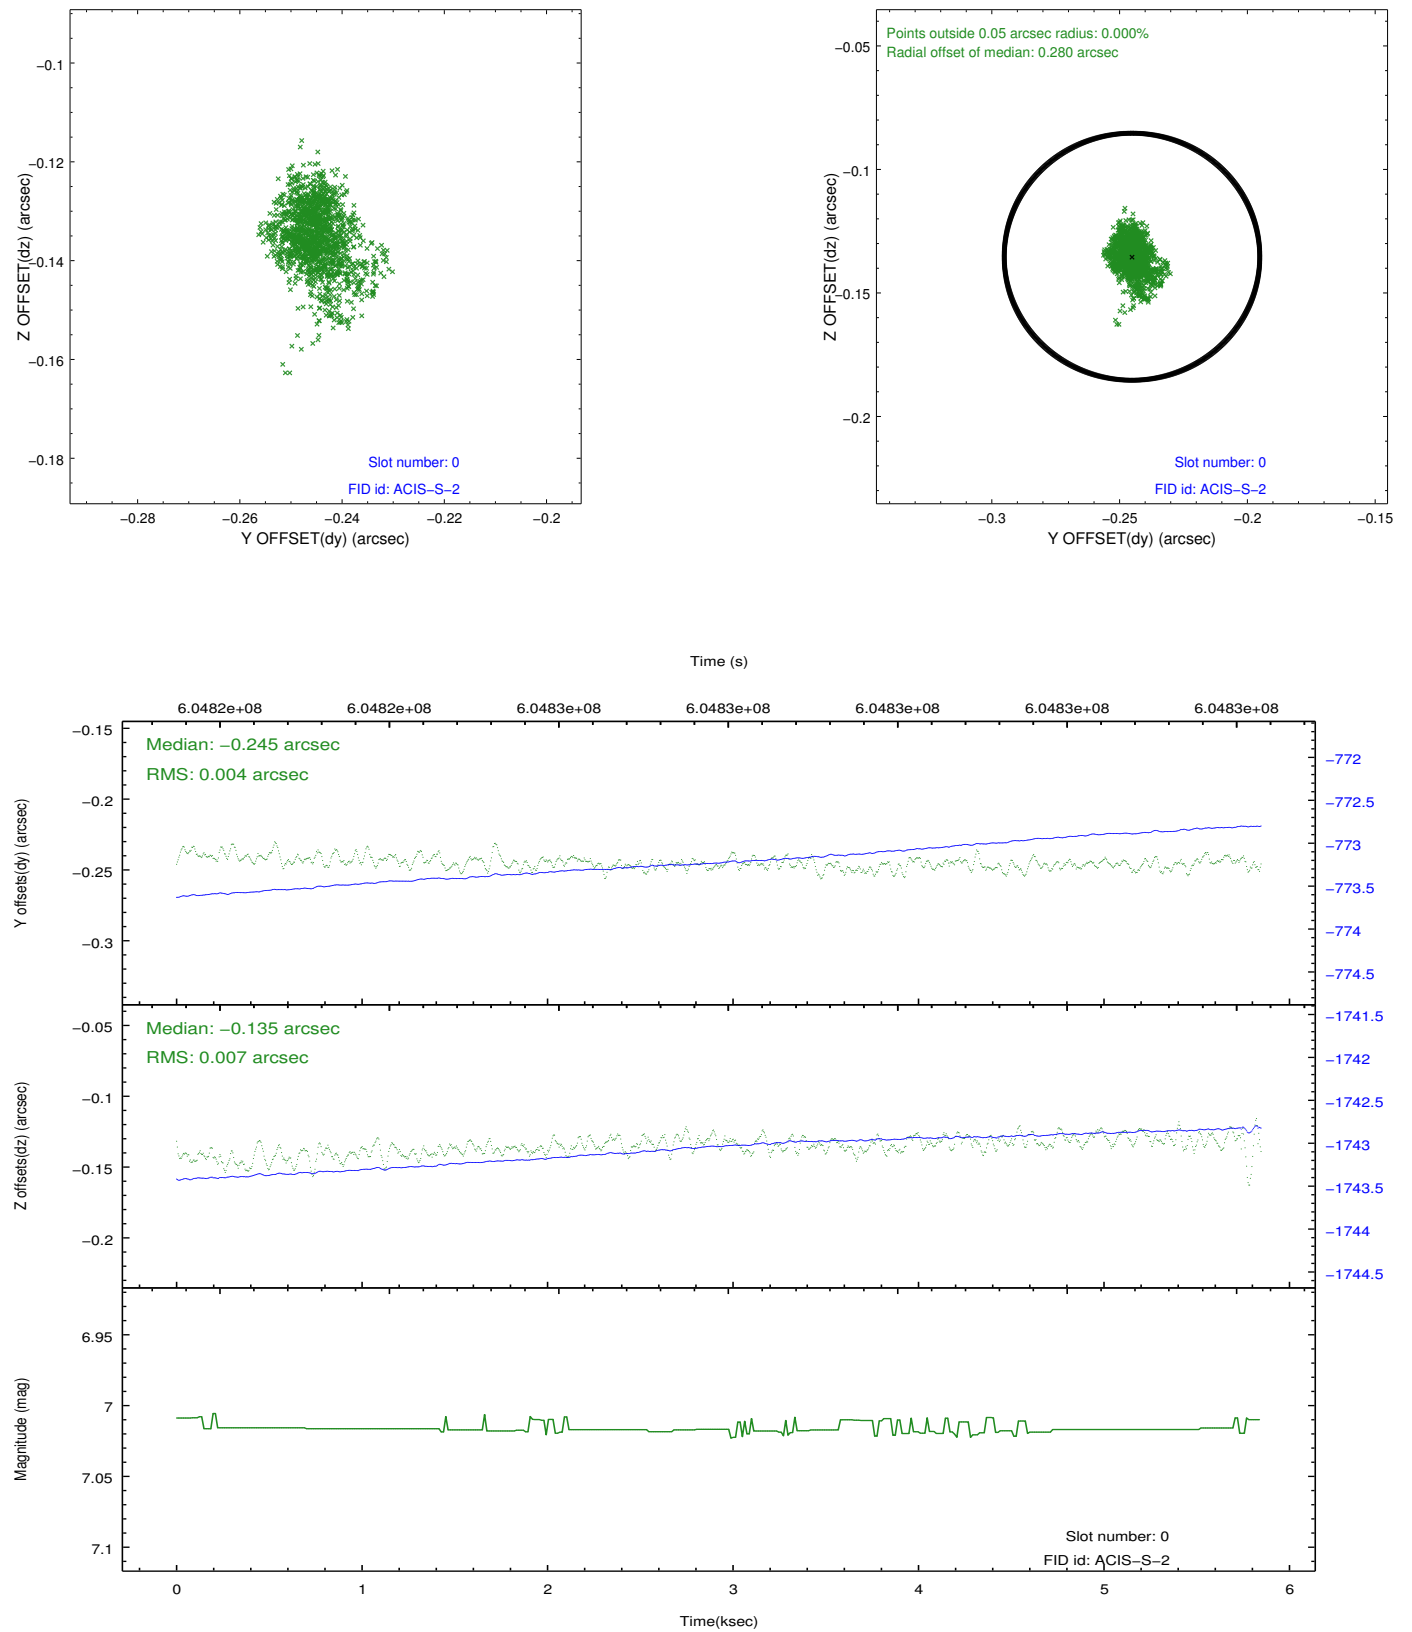 −0.1
−0.12
−0.14
−0.16
−0.18
Z OFFSET(dz) (arcsec)
Slot number: 0
FID id: ACIS−S−2
−0.28
−0.26
−0.24
−0.22
−0.2
Y OFFSET(dy) (arcsec)
Points outside 0.05 arcsec radius: 0.000%
Radial offset of median: 0.280 arcsec
−0.05
−0.1
−0.15
−0.2
Z OFFSET(dz) (arcsec)
Slot number: 0
FID id: ACIS−S−2
−0.3
−0.25
−0.2
−0.15
Y OFFSET(dy) (arcsec)
Time (s)
6.0482e+08
6.0482e+08
6.0483e+08
6.0483e+08
6.0483e+08
6.0483e+08
6.0483e+08
Median: −0.245 arcsec
RMS: 0.004 arcsec
−0.15
−0.2
−0.25
−0.3
Y offsets(dy) (arcsec)
−772
−772.5
−773
−773.5
−774
−774.5
Median: −0.135 arcsec
RMS: 0.007 arcsec
−0.05
−0.1
−0.15
−0.2
Z offsets(dz) (arcsec)
−1741.5
−1742
−1742.5
−1743
−1743.5
−1744
−1744.5
6.95
7
7.05
7.1
Magnitude (mag)
Slot number: 0
FID id: ACIS−S−2
0
1
2
3
4
5
6
Time(ksec)